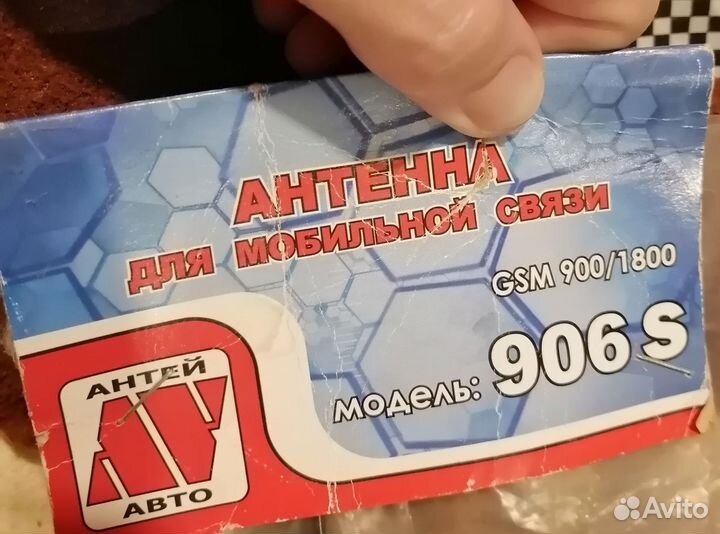 АНТЕННА
ДЛЯ МОБИЛЬНОЙ СВЯЗИ
GSM 900/1800
модель: 906 S
АНТЕЙ
АВТО
Avito